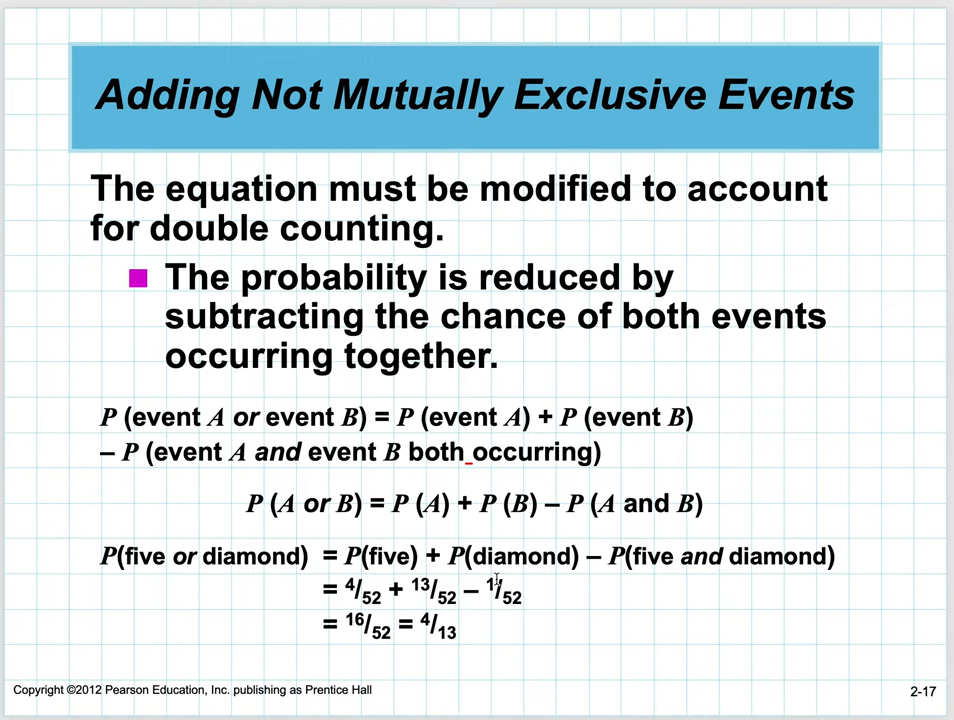 Adding Not Mutually Exclusive Events
The equation must be modified to account
for double counting.
The probability is reduced by
subtracting the chance of both events
occurring together.
P (event A or event B) = P (event A) + P (event B)
– P (event A and event B both occurring)
P (A or B) = P (A) + P (B) – P (A and B)
P(five or diamond) = P(five) + P(diamond) – P(five and diamond)
= 4/52 + 13/52 – 1/52
= 16/52 = 4/13
Copyright ©2012 Pearson Education, Inc. publishing as Prentice Hall
2-17